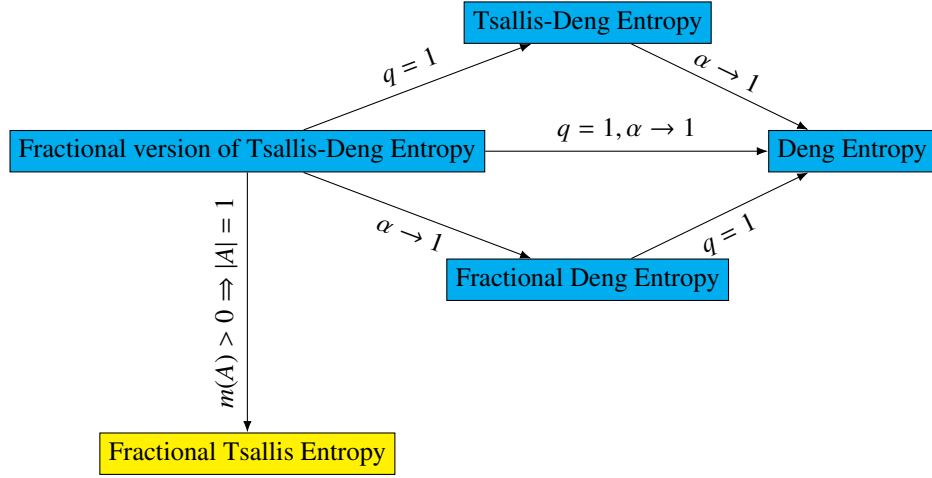 Tsallis-Deng Entropy
q = 1
α → 1
Fractional version of Tsallis-Deng Entropy
q = 1, α → 1
Deng Entropy
α → 1
q = 1
Fractional Deng Entropy
m(A) > 0 ⇒ |A| = 1
Fractional Tsallis Entropy